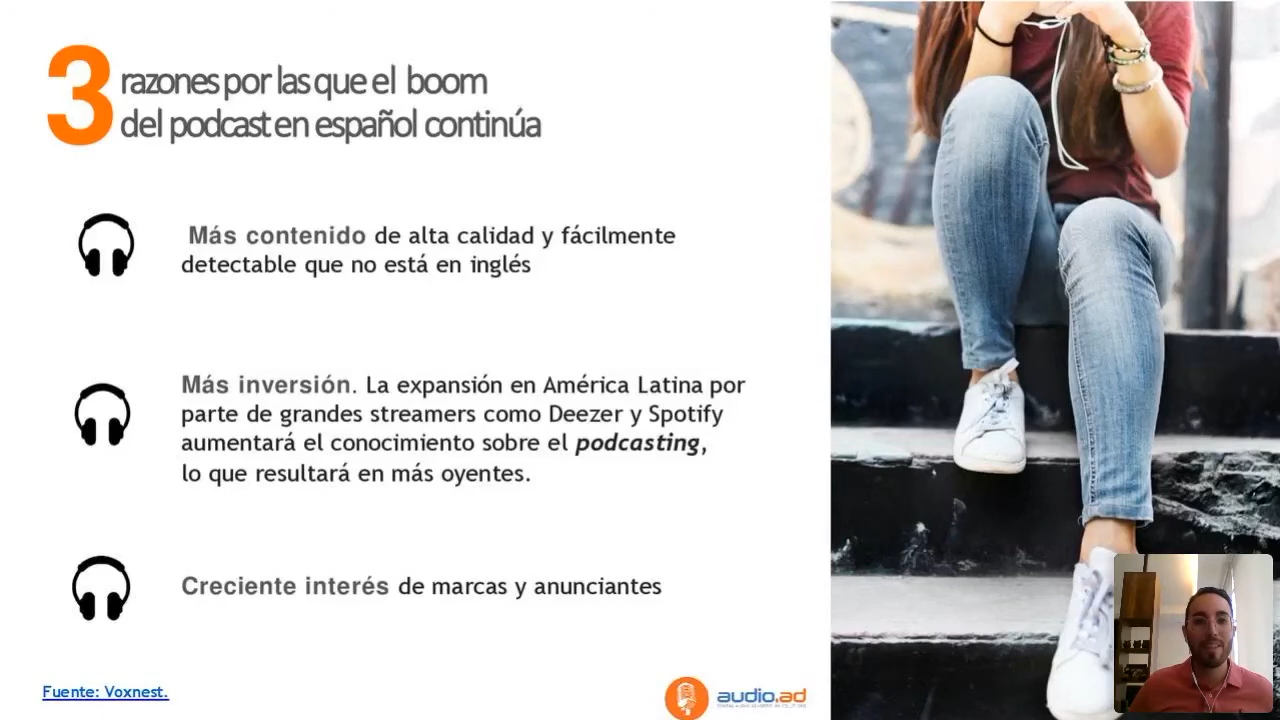 3 razones por las que el boom
del podcast en español continúa
Más contenido de alta calidad y fácilmente
detectable que no está en inglés
Más inversión. La expansión en América Latina por
parte de grandes streamers como Deezer y Spotify
aumentará el conocimiento sobre el podcasting,
lo que resultará en más oyentes.
Creciente interés de marcas y anunciantes
Fuente: Voxnest.
audio.ad